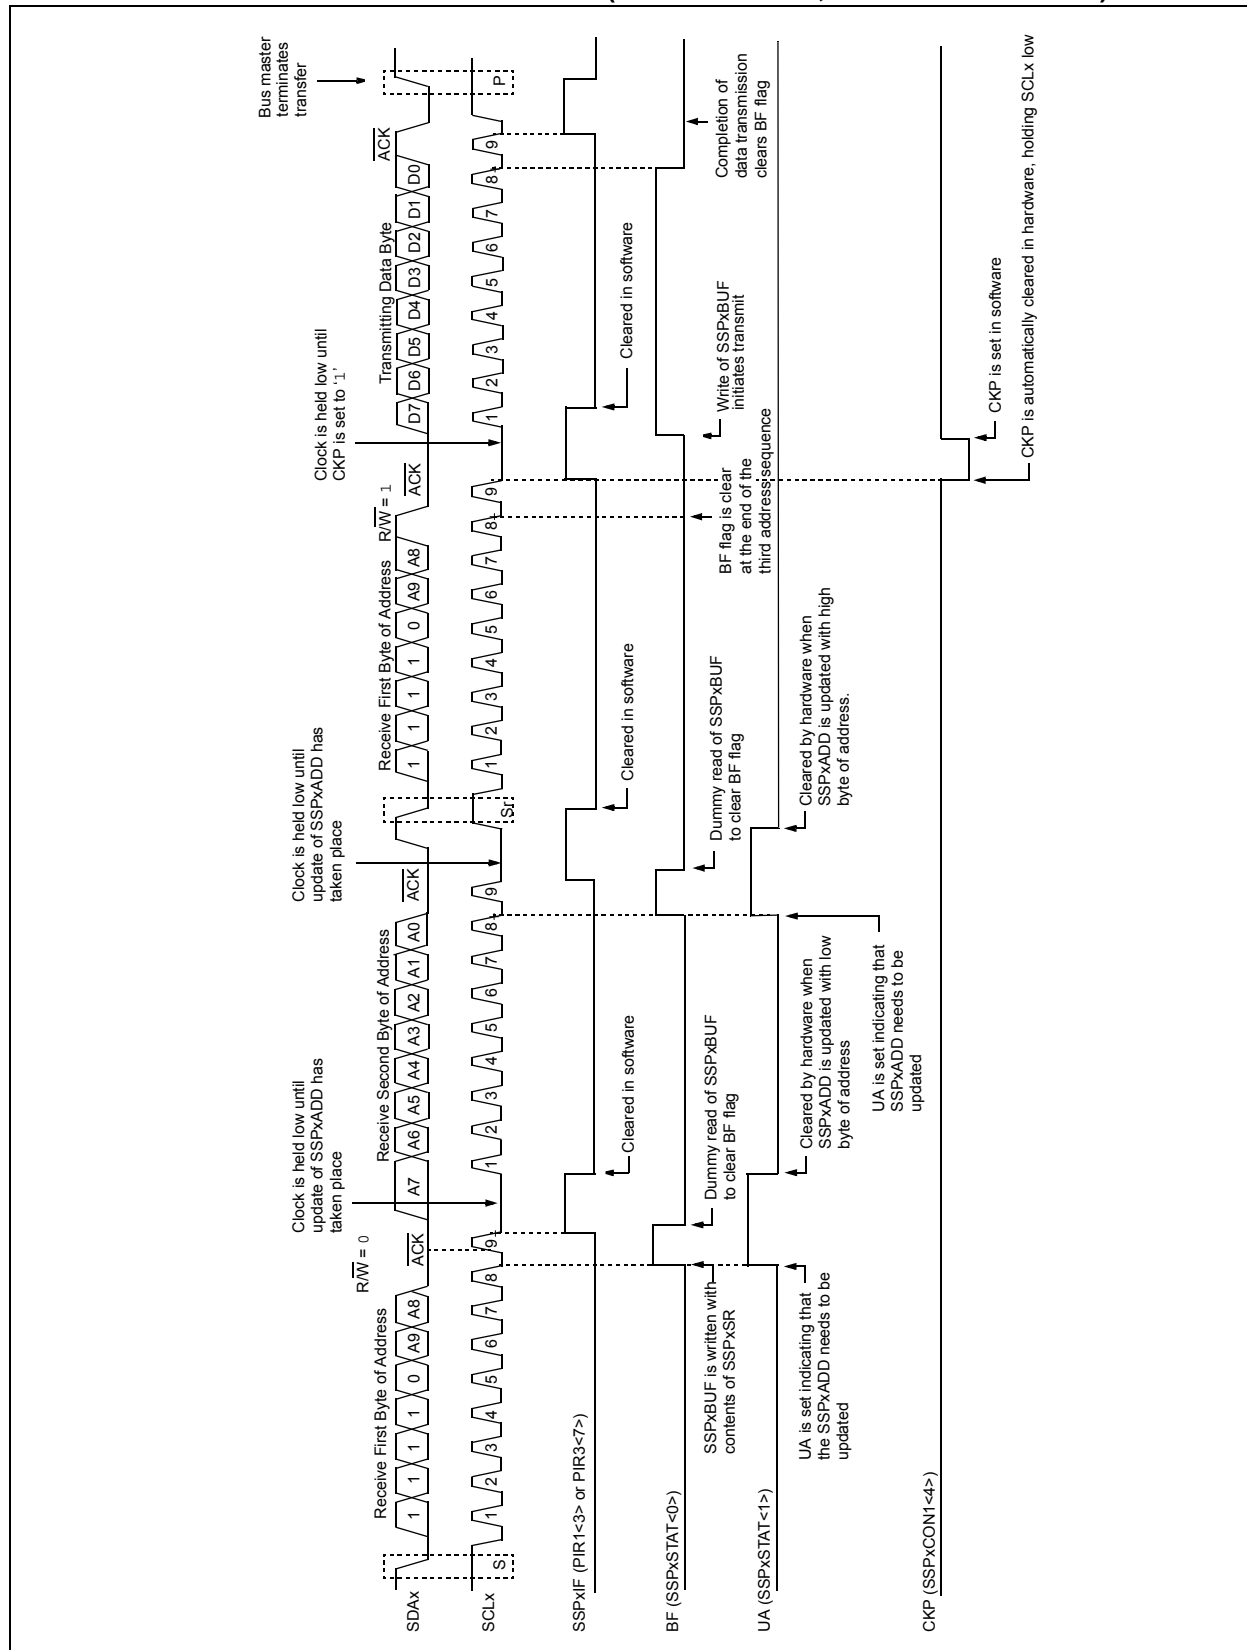 Bus master
terminates
transfer
Clock is held low until
CKP is set to ‘1’
Clock is held low until
update of SSPxADD has
taken place
Clock is held low until
update of SSPxADD has
taken place
R/W = 0
R/W = 1
Receive First Byte of Address
ACK
Receive Second Byte of Address
ACK
Receive First Byte of Address
ACK
Transmitting Data Byte
ACK
SDAx
1 1 1 1 0 A9 A8
A7 A6 A5 A4 A3 A2 A1 A0
1 1 1 1 0 A9 A8
D7 D6 D5 D4 D3 D2 D1 D0
SCLx
S
1 2 3 4 5 6 7 8 9
1 2 3 4 5 6 7 8 9
Sr
1 2 3 4 5 6 7 8 9
1 2 3 4 5 6 7 8 9
P
SSPxIF (PIR1<3> or PIR3<7>)
Cleared in software
Cleared in software
Cleared in software
BF (SSPxSTAT<0>)
SSPxBUF is written with
contents of SSPxSR
Dummy read of SSPxBUF
to clear BF flag
Dummy read of SSPxBUF
to clear BF flag
BF flag is clear
at the end of the
third address sequence
Write of SSPxBUF
initiates transmit
Completion of
data transmission
clears BF flag
UA (SSPxSTAT<1>)
UA is set indicating that
the SSPxADD needs to be
updated
Cleared by hardware when
SSPxADD is updated with low
byte of address
UA is set indicating that
SSPxADD needs to be
updated
Cleared by hardware when
SSPxADD is updated with high
byte of address.
CKP (SSPxCON1<4>)
CKP is set in software
CKP is automatically cleared in hardware, holding SCLx low